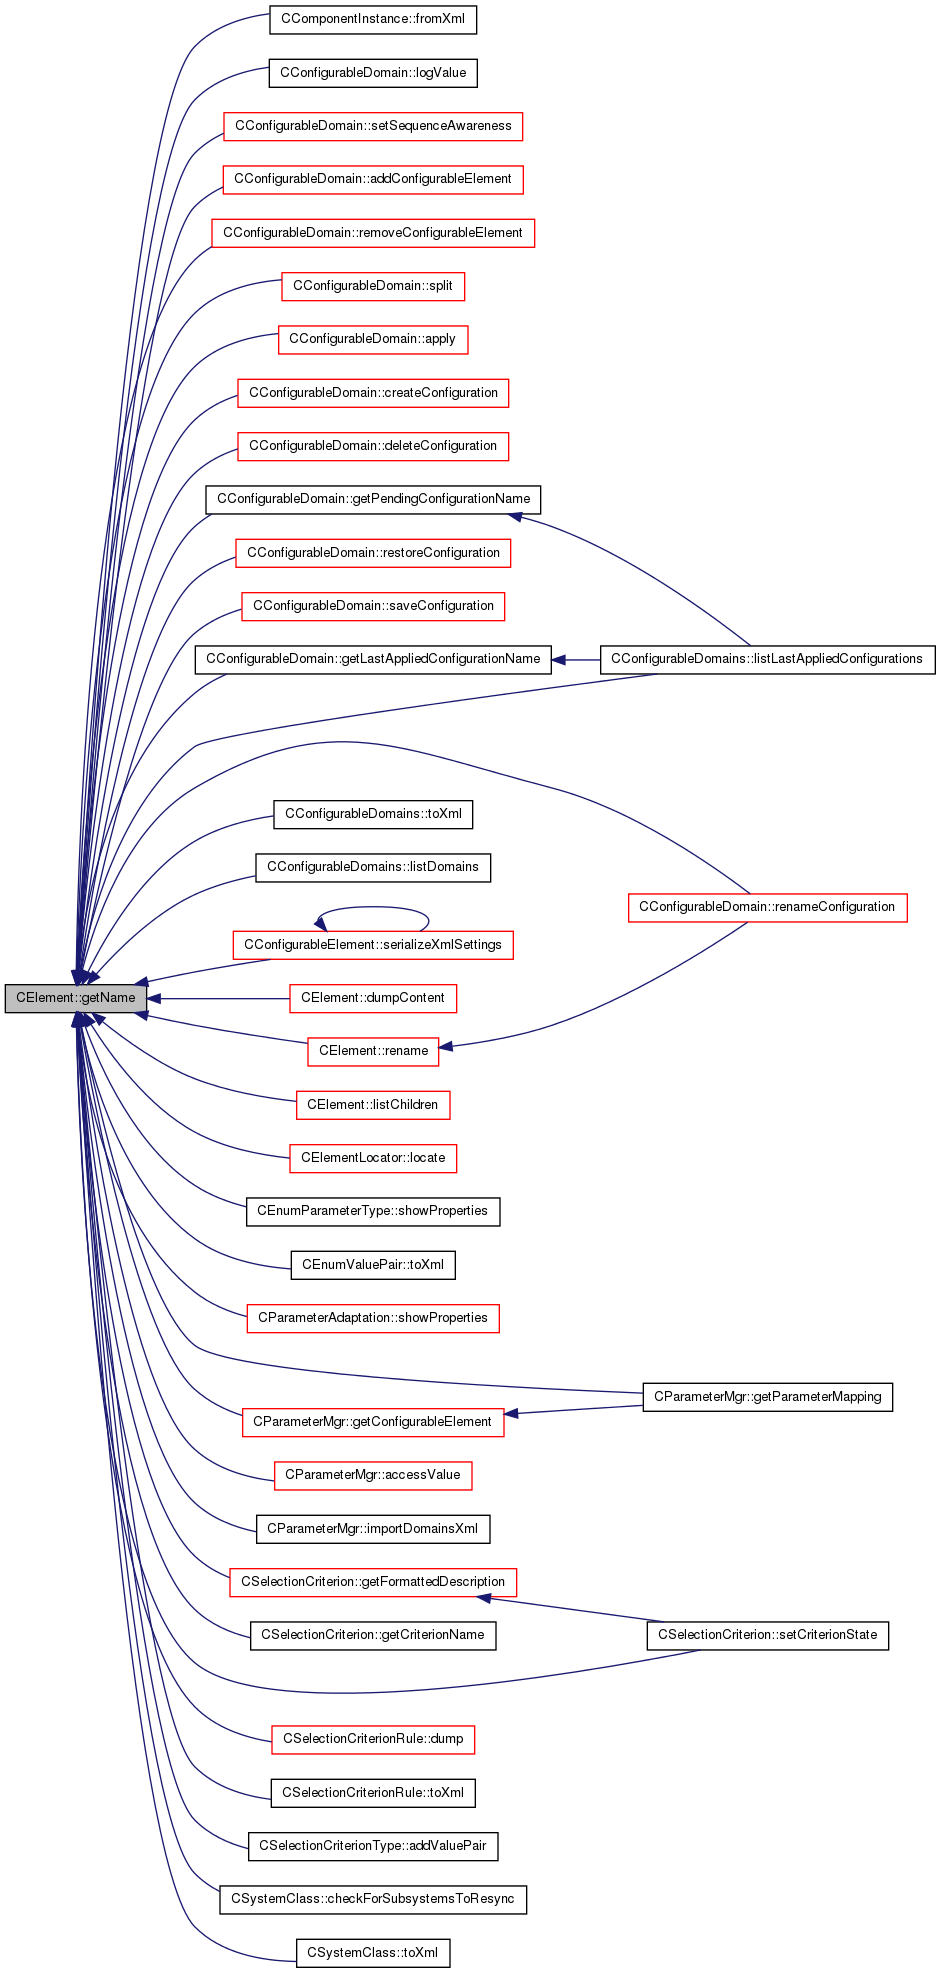 CComponentInstance::fromXml
CConfigurableDomain::logValue
CConfigurableDomain::setSequenceAwareness
CConfigurableDomain::addConfigurableElement
CConfigurableDomain::removeConfigurableElement
CConfigurableDomain::split
CConfigurableDomain::apply
CConfigurableDomain::createConfiguration
CConfigurableDomain::deleteConfiguration
CConfigurableDomain::getPendingConfigurationName
CConfigurableDomain::restoreConfiguration
CConfigurableDomain::saveConfiguration
CConfigurableDomain::getLastAppliedConfigurationName
CConfigurableDomains::listLastAppliedConfigurations
CConfigurableDomains::toXml
CConfigurableDomains::listDomains
CConfigurableDomain::renameConfiguration
CConfigurableElement::serializeXmlSettings
CElement::getName
CElement::dumpContent
CElement::rename
CElement::listChildren
CElementLocator::locate
CEnumParameterType::showProperties
CEnumValuePair::toXml
CParameterAdaptation::showProperties
CParameterMgr::getParameterMapping
CParameterMgr::getConfigurableElement
CParameterMgr::accessValue
CParameterMgr::importDomainsXml
CSelectionCriterion::getFormattedDescription
CSelectionCriterion::getCriterionName
CSelectionCriterion::setCriterionState
CSelectionCriterionRule::dump
CSelectionCriterionRule::toXml
CSelectionCriterionType::addValuePair
CSystemClass::checkForSubsystemsToResync
CSystemClass::toXml